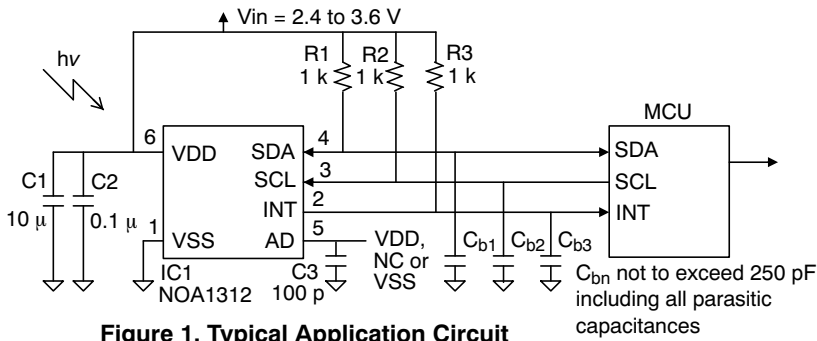 Vin = 2.4 to 3.6 V
hv
R1 R2 R3
1 k 1 k 1 k
MCU
6 VDD SDA 4 SDA
SCL 3 SCL
INT 2 INT
C1 C2
10 μ 0.1 μ
1 VSS AD 5 VDD,
NC or
VSS
Cb1 Cb2 Cb3
IC1
NOA1312
C3
100 p
Cbn not to exceed 250 pF
including all parasitic
capacitances
Figure 1. Typical Application Circuit